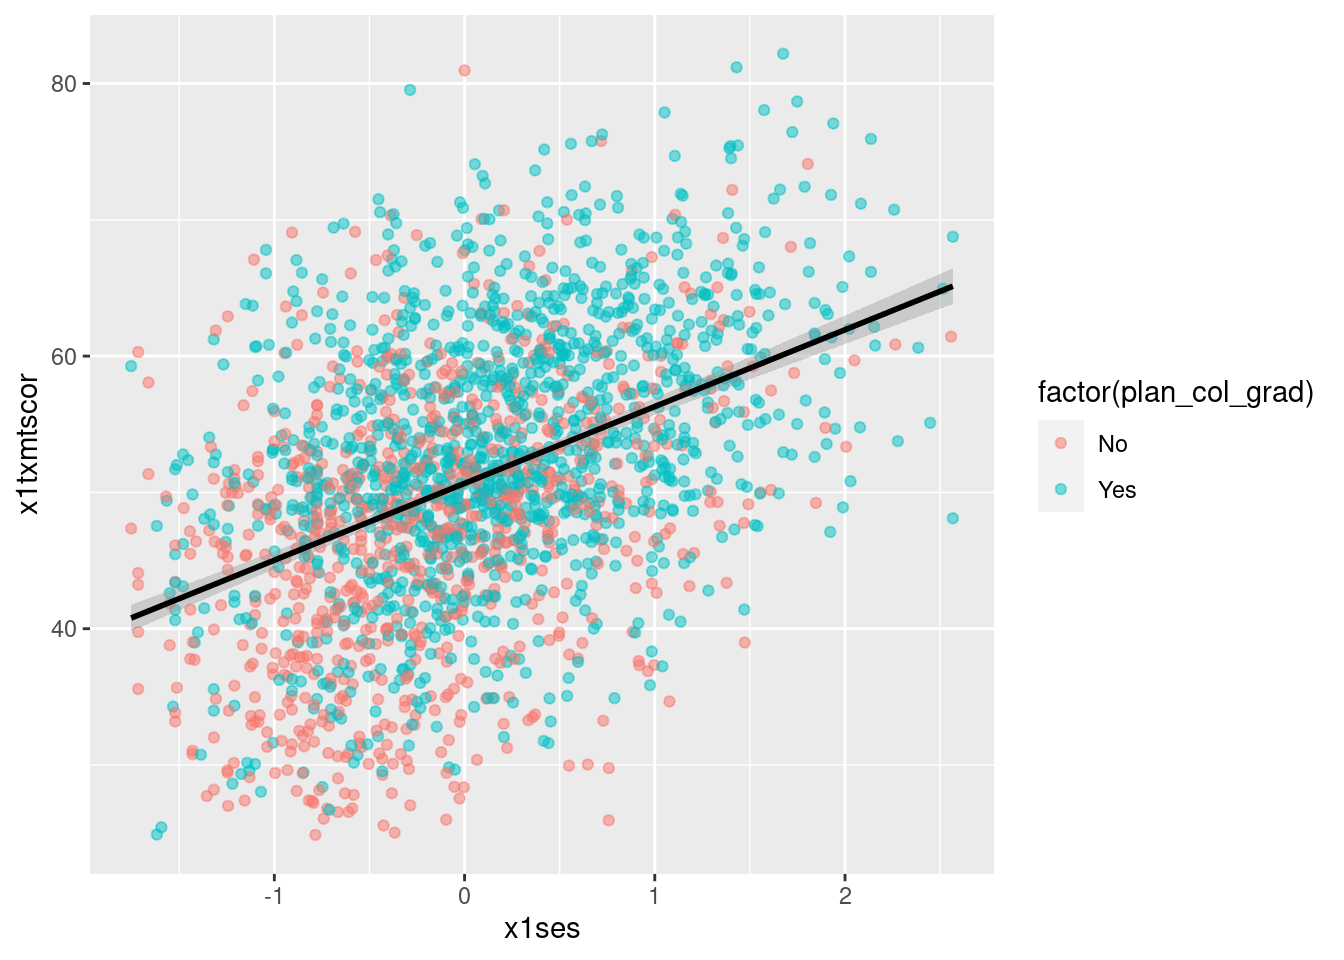 80
60
40
x1txmtscor
-1 0 1 2
x1ses
factor(plan_col_grad)
No
Yes